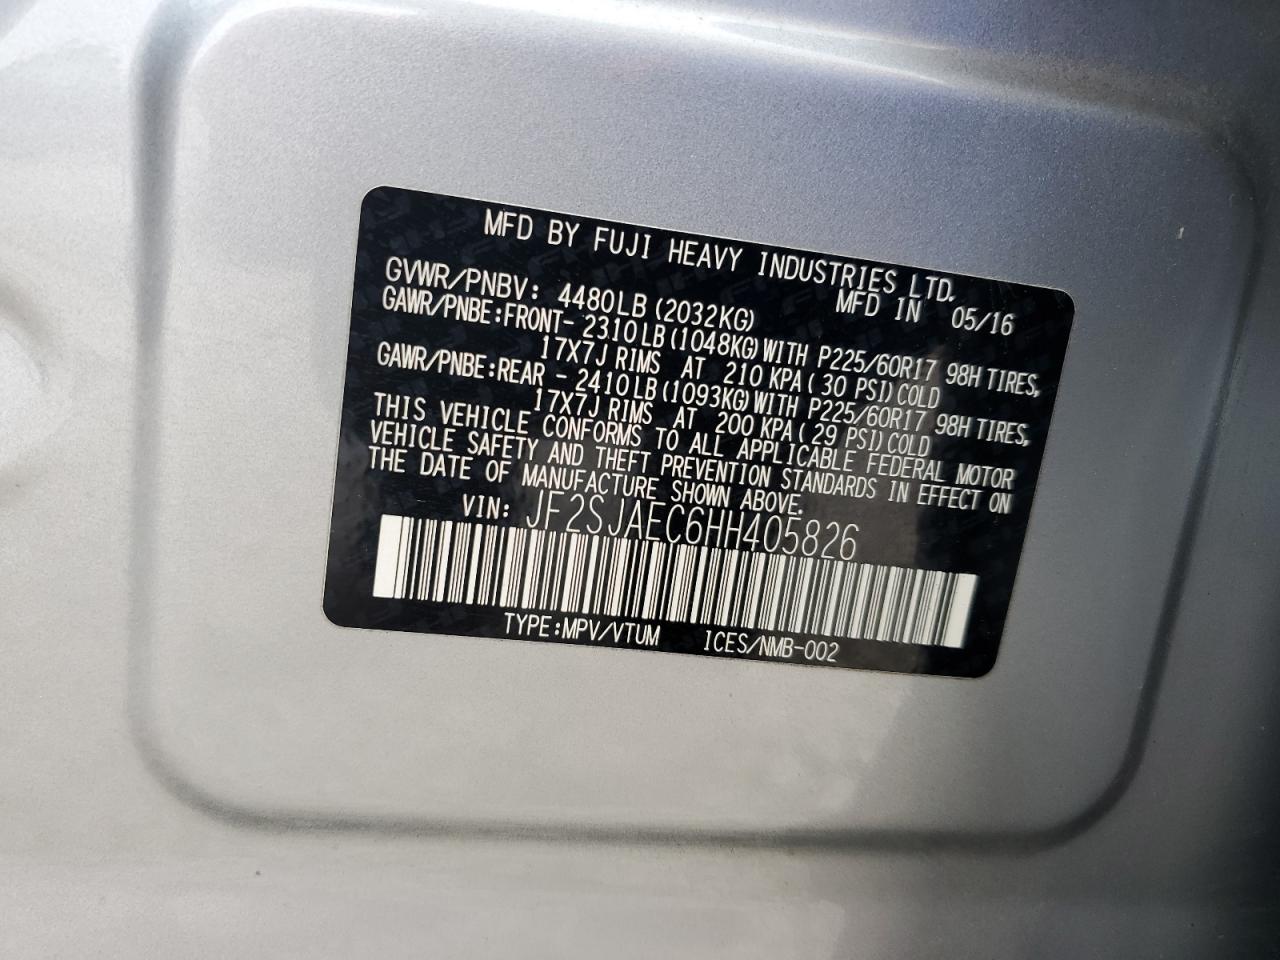 MFD BY FUJI HEAVY INDUSTRIES LTD.
MFD IN 05/16
GVWR/PNBV: 4480LB(2032KG)
GAWR/PNBE:FRONT- 2310LB(1048KG)WITH P225/60R17 98H TIRES,
17X7J RIMS AT 210 KPA( 30 PSI)COLD
GAWR/PNBE:REAR - 2410LB(1093KG)WITH P225/60R17 98H TIRES,
17X7J RIMS AT 200 KPA( 29 PSI)COLD
THIS VEHICLE CONFORMS TO ALL APPLICABLE FEDERAL MOTOR
VEHICLE SAFETY AND THEFT PREVENTION STANDARDS IN EFFECT ON
THE DATE OF MANUFACTURE SHOWN ABOVE.
VIN: JF2SJAEC6HH405826
TYPE:MPV/VTUM ICES/NMB-002